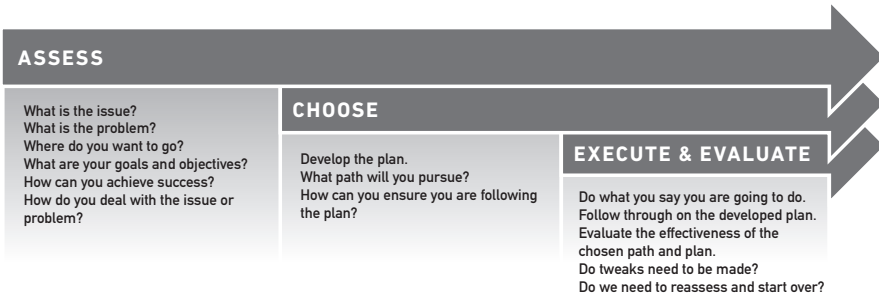 ASSESS
What is the issue?
What is the problem?
Where do you want to go?
What are your goals and objectives?
How can you achieve success?
How do you deal with the issue or
problem?
CHOOSE
Develop the plan.
What path will you pursue?
How can you ensure you are following
the plan?
EXECUTE & EVALUATE
Do what you say you are going to do.
Follow through on the developed plan.
Evaluate the effectiveness of the
chosen path and plan.
Do tweaks need to be made?
Do we need to reassess and start over?